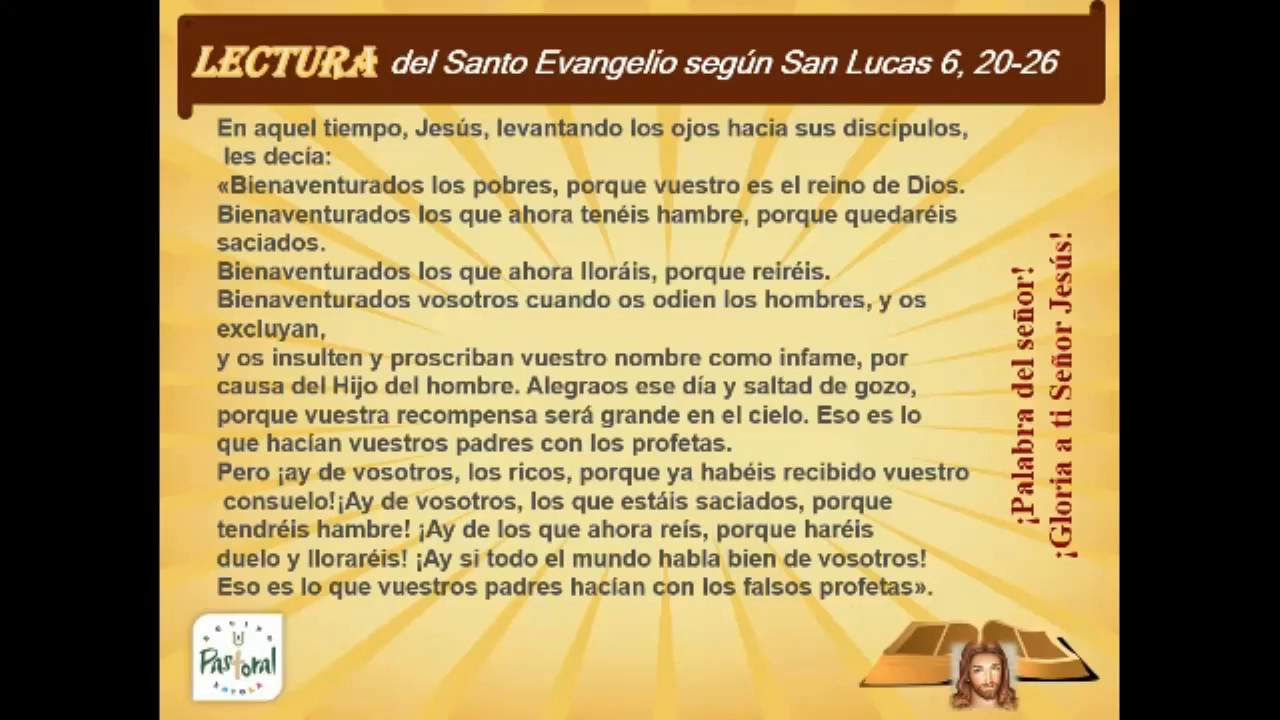 LECTURA del Santo Evangelio según San Lucas 6, 20-26
En aquel tiempo, Jesús, levantando los ojos hacia sus discípulos,
les decía:
«Bienaventurados los pobres, porque vuestro es el reino de Dios.
Bienaventurados los que ahora tenéis hambre, porque quedaréis
saciados.
Bienaventurados los que ahora lloráis, porque reiréis.
Bienaventurados vosotros cuando os odien los hombres, y os
excluyan,
y os insulten y proscriban vuestro nombre como infame, por
causa del Hijo del hombre. Alegraos ese día y saltad de gozo,
porque vuestra recompensa será grande en el cielo. Eso es lo
que hacían vuestros padres con los profetas.
Pero ¡ay de vosotros, los ricos, porque ya habéis recibido vuestro
consuelo!¡Ay de vosotros, los que estáis saciados, porque
tendréis hambre! ¡Ay de los que ahora reís, porque haréis
duelo y lloraréis! ¡Ay si todo el mundo habla bien de vosotros!
Eso es lo que vuestros padres hacían con los falsos profetas».
¡Palabra del señor!
¡Gloria a ti Señor Jesús!
Pastoral